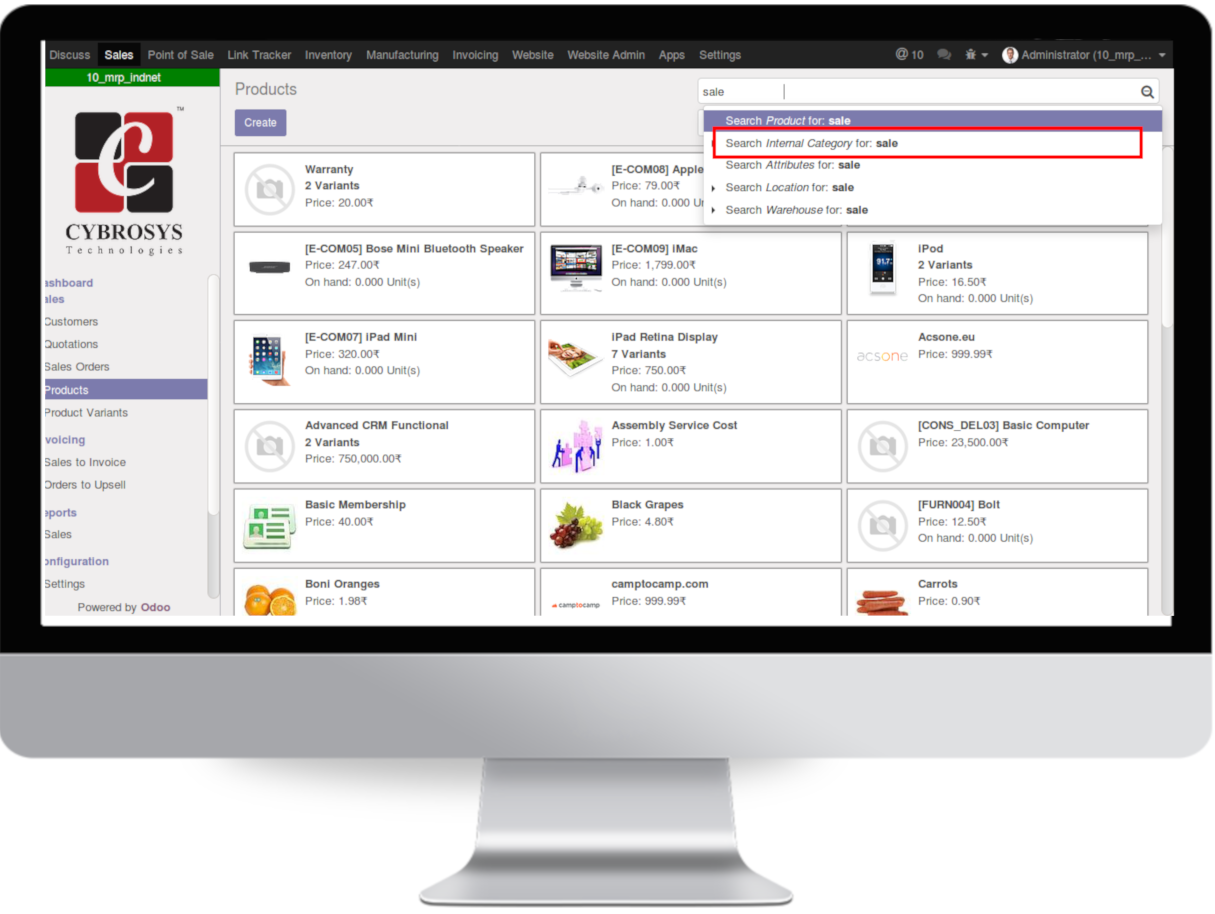 Discuss Sales Point of Sale Link Tracker Inventory Manufacturing Invoicing Website Website Admin Apps Settings @ 10 Administrator (10_mrp_...
10_mrp_indnet
Products
sale
Create
Search Product for: sale
Search Internal Category for: sale
Search Attributes for: sale
Search Location for: sale
Search Warehouse for: sale
TM
CYBROSYS
Technologies
ashboard
ales
Customers
Quotations
Sales Orders
Products
Product Variants
voicing
Sales to Invoice
Orders to Upsell
eports
Sales
onfiguration
Settings
Powered by Odoo
Warranty
2 Variants
Price: 20.00₹
[E-COM08] Apple
Price: 79.00₹
On hand: 0.000 Un
[E-COM05] Bose Mini Bluetooth Speaker
Price: 247.00₹
On hand: 0.000 Unit(s)
[E-COM09] iMac
Price: 1,799.00₹
On hand: 0.000 Unit(s)
91.7
iPod
2 Variants
Price: 16.50₹
On hand: 0.000 Unit(s)
[E-COM07] iPad Mini
Price: 320.00₹
On hand: 0.000 Unit(s)
iPad Retina Display
7 Variants
Price: 750.00₹
On hand: 0.000 Unit(s)
acsone
Acsone.eu
Price: 999.99₹
Advanced CRM Functional
2 Variants
Price: 750,000.00₹
Assembly Service Cost
Price: 1.00₹
[CONS_DEL03] Basic Computer
Price: 23,500.00₹
Basic Membership
Price: 40.00₹
Black Grapes
Price: 4.80₹
[FURN004] Bolt
Price: 12.50₹
On hand: 0.000 Unit(s)
Boni Oranges
Price: 1.98₹
camptocamp
camptocamp.com
Price: 999.99₹
Carrots
Price: 0.90₹